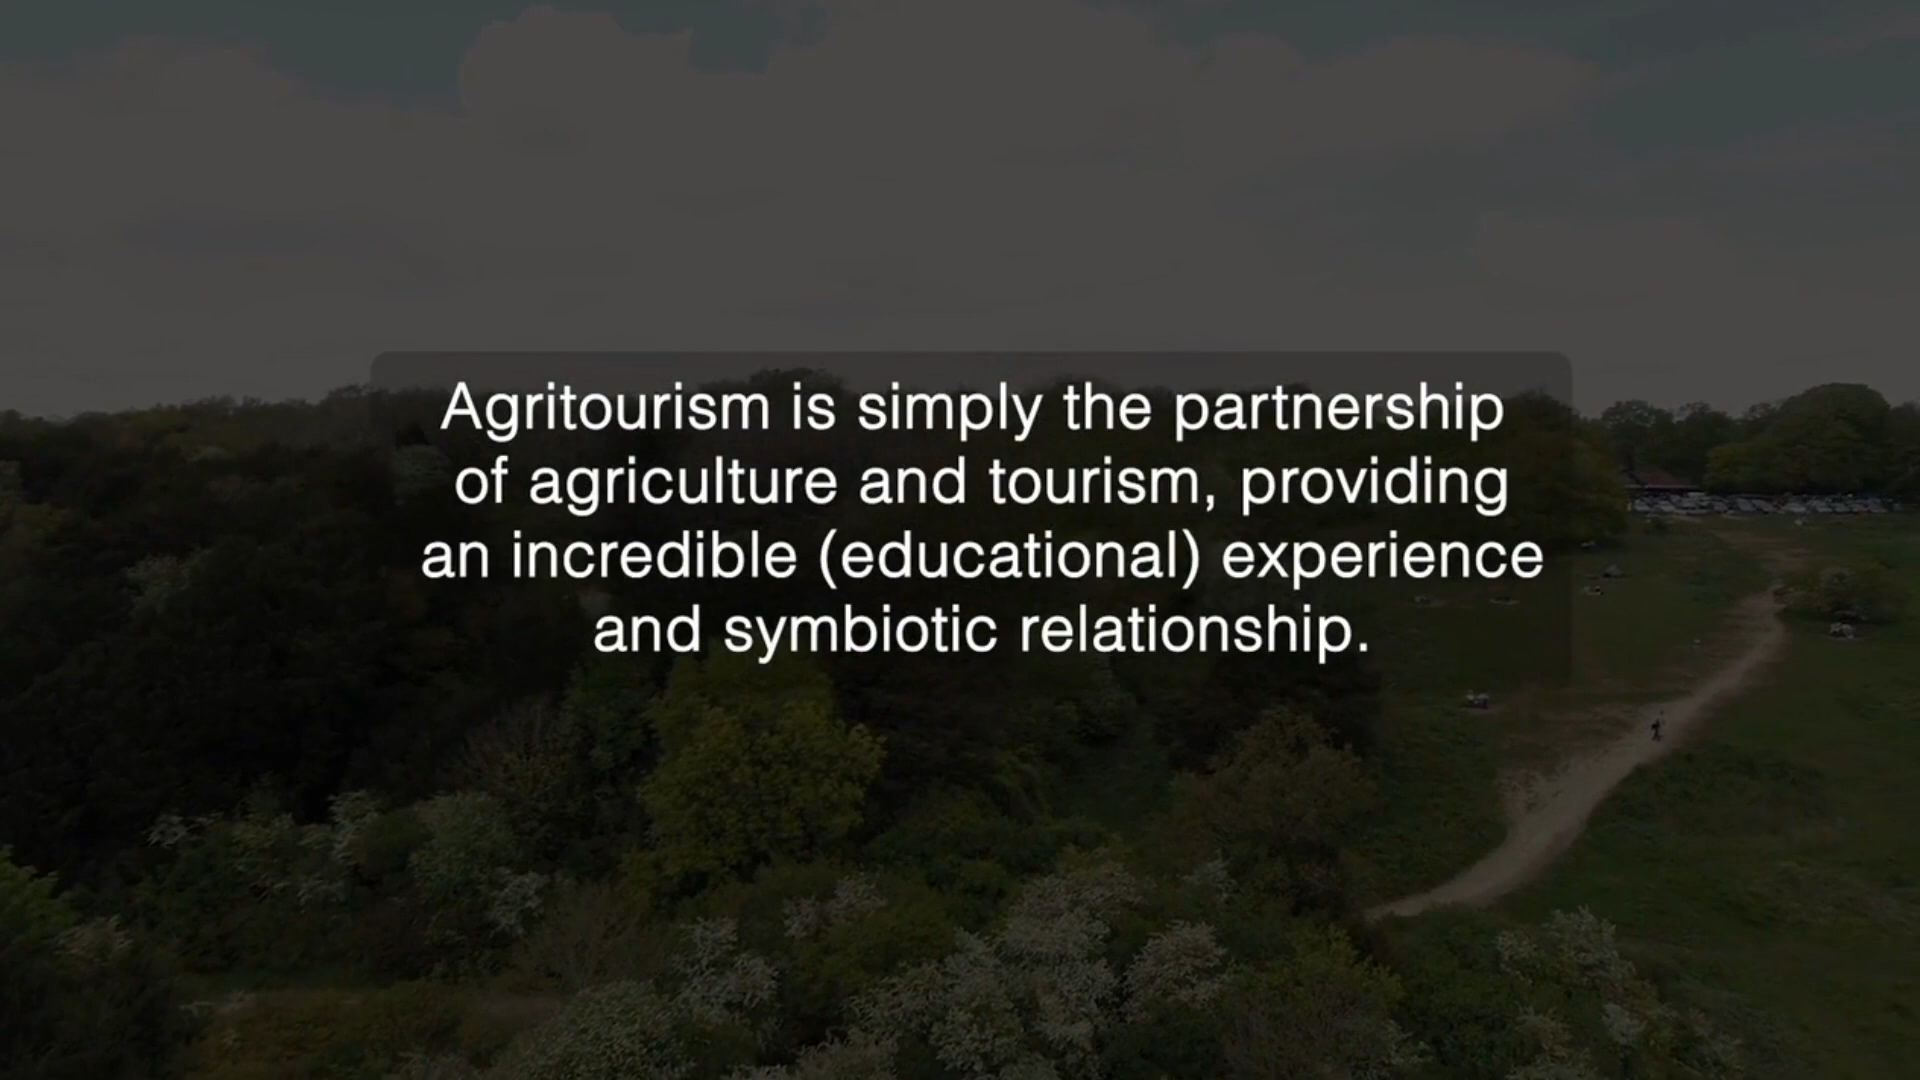 Agritourism is simply the partnership
of agriculture and tourism, providing
an incredible (educational) experience
and symbiotic relationship.